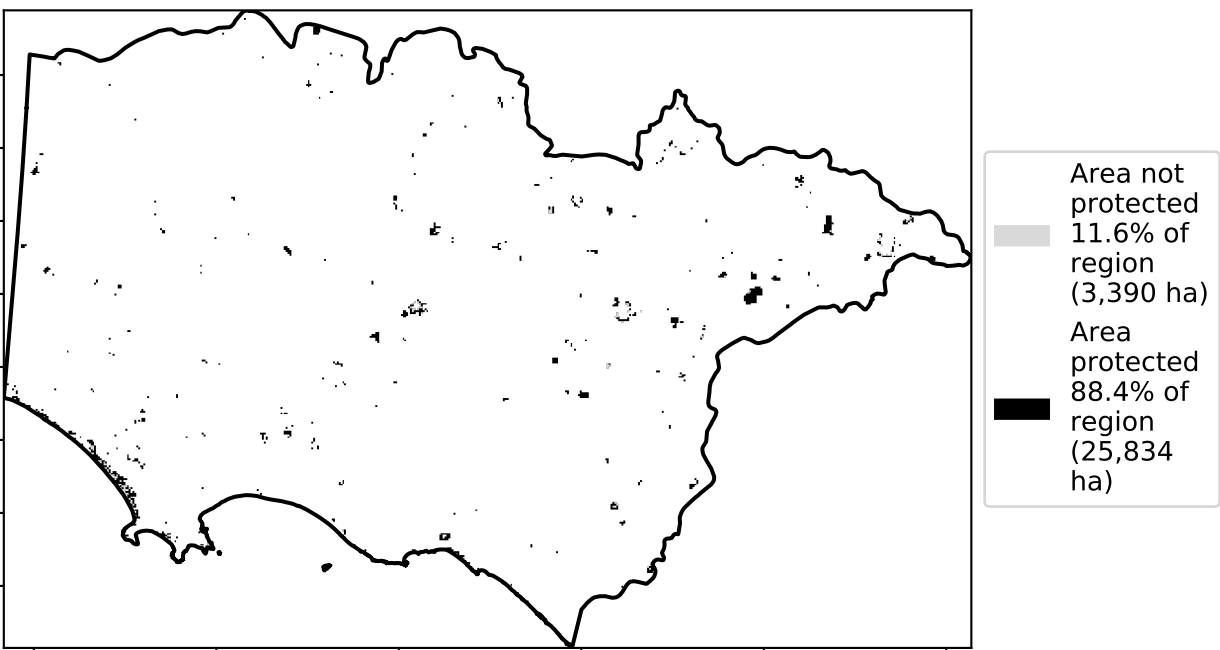 Area not
protected
11.6% of
region
(3,390 ha)
Area
protected
88.4% of
region
(25,834
ha)